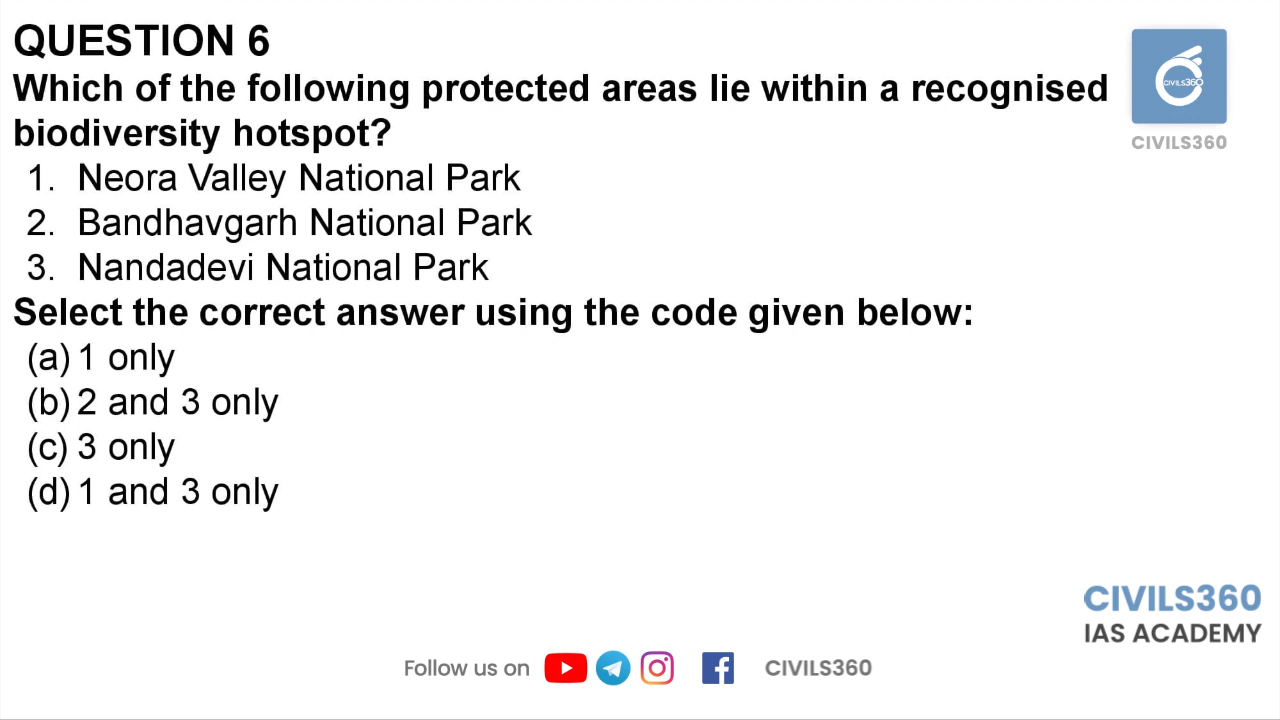 QUESTION 6
Which of the following protected areas lie within a recognised
biodiversity hotspot?
1. Neora Valley National Park
2. Bandhavgarh National Park
3. Nandadevi National Park
Select the correct answer using the code given below:
(a) 1 only
(b) 2 and 3 only
(c) 3 only
(d) 1 and 3 only
CIVILS360
CIVILS360
CIVILS360
IAS ACADEMY
Follow us on CIVILS360